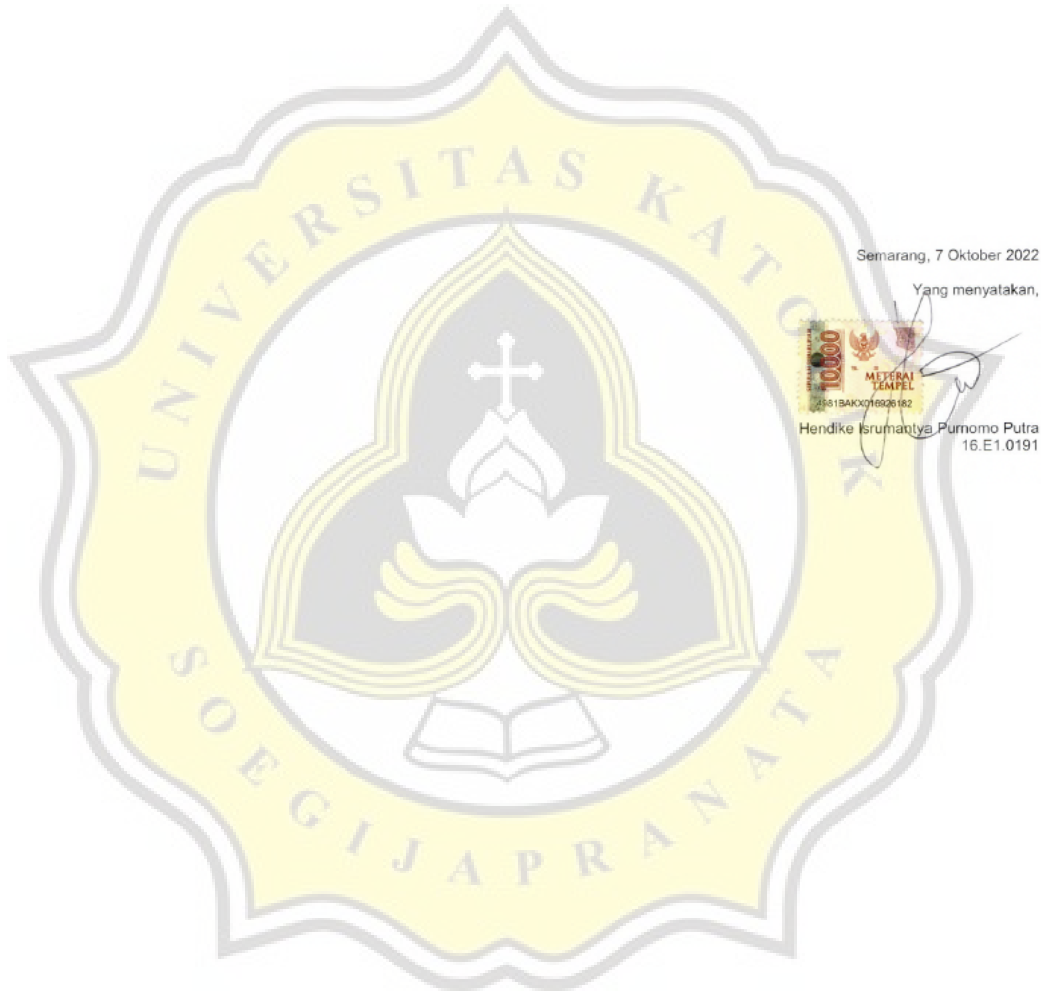 UNIVERSITAS KATOLIK
SOEGIJAPRANATA
Semarang, 7 Oktober 2022
Yang menyatakan,
10000
METERAI
TEMPEL
4981BAKX016926182
Hendike Isrumantya Purnomo Putra
16.E1.0191